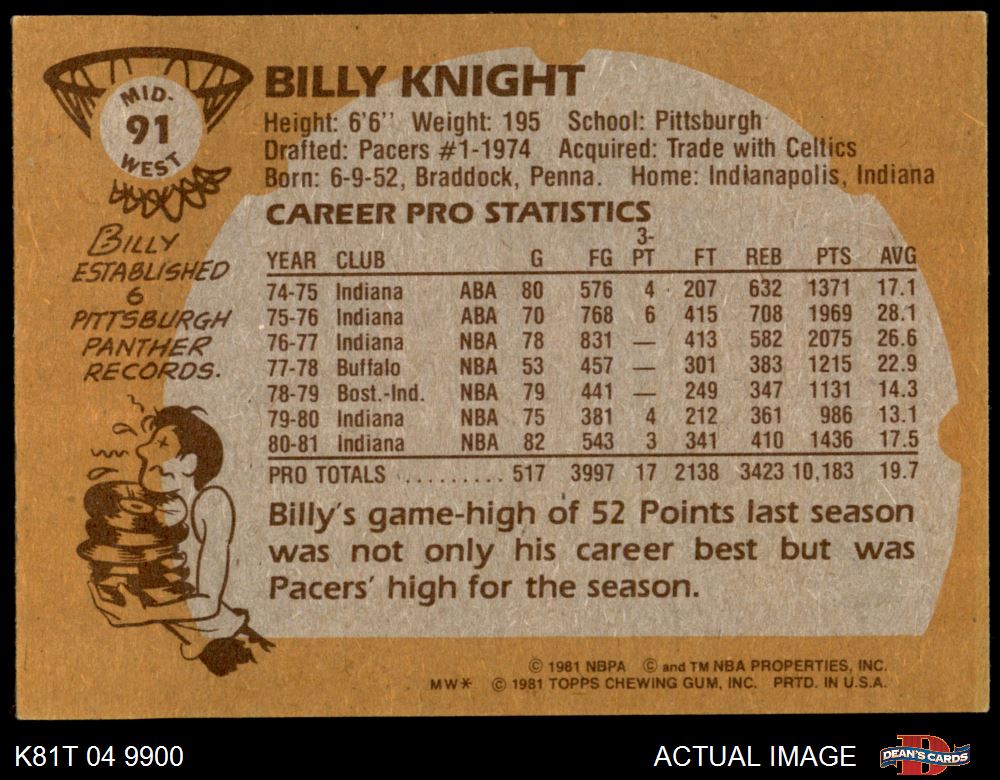 MID-
91
WEST
BILLY KNIGHT
Height: 6'6'' Weight: 195 School: Pittsburgh
Drafted: Pacers #1-1974 Acquired: Trade with Celtics
Born: 6-9-52, Braddock, Penna. Home: Indianapolis, Indiana
CAREER PRO STATISTICS
YEAR CLUB G FG 3-PT FT REB PTS AVG
74-75 Indiana ABA 80 576 4 207 632 1371 17.1
75-76 Indiana ABA 70 768 6 415 708 1969 28.1
76-77 Indiana NBA 78 831 — 413 582 2075 26.6
77-78 Buffalo NBA 53 457 — 301 383 1215 22.9
78-79 Bost.-Ind. NBA 79 441 — 249 347 1131 14.3
79-80 Indiana NBA 75 381 4 212 361 986 13.1
80-81 Indiana NBA 82 543 3 341 410 1436 17.5
PRO TOTALS ......... 517 3997 17 2138 3423 10,183 19.7
BILLY
ESTABLISHED
6
PITTSBURGH
PANTHER
RECORDS.
Billy's game-high of 52 Points last season
was not only his career best but was
Pacers' high for the season.
© 1981 NBPA © and TM NBA PROPERTIES, INC.
MW* © 1981 TOPPS CHEWING GUM, INC. PRTD. IN U.S.A.
K81T 04 9900
ACTUAL IMAGE
DEAN'S CARDS